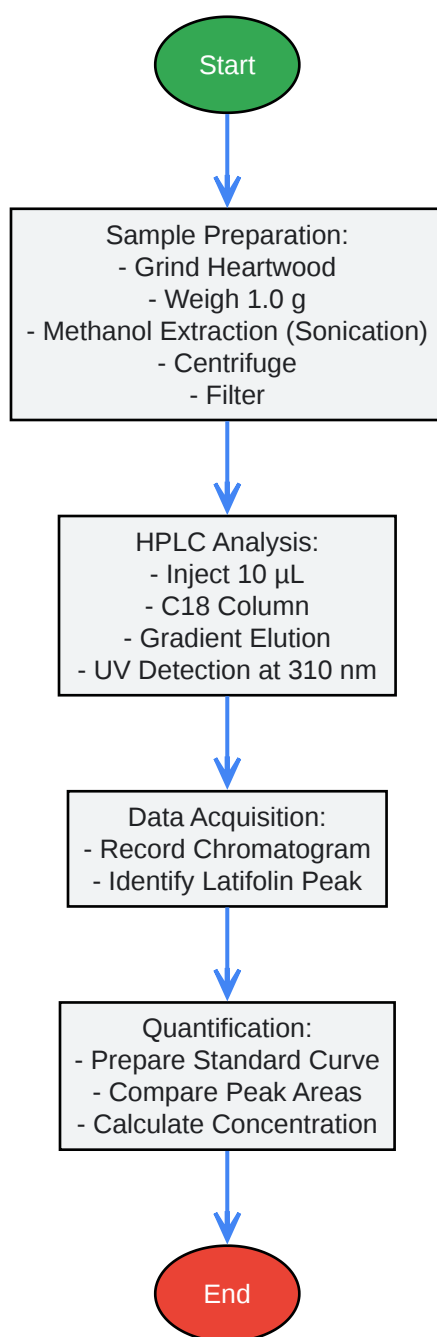 Start
Sample Preparation:
- Grind Heartwood
- Weigh 1.0 g
- Methanol Extraction (Sonication)
- Centrifuge
- Filter
HPLC Analysis:
- Inject 10 µL
- C18 Column
- Gradient Elution
- UV Detection at 310 nm
Data Acquisition:
- Record Chromatogram
- Identify Latifolin Peak
Quantification:
- Prepare Standard Curve
- Compare Peak Areas
- Calculate Concentration
End